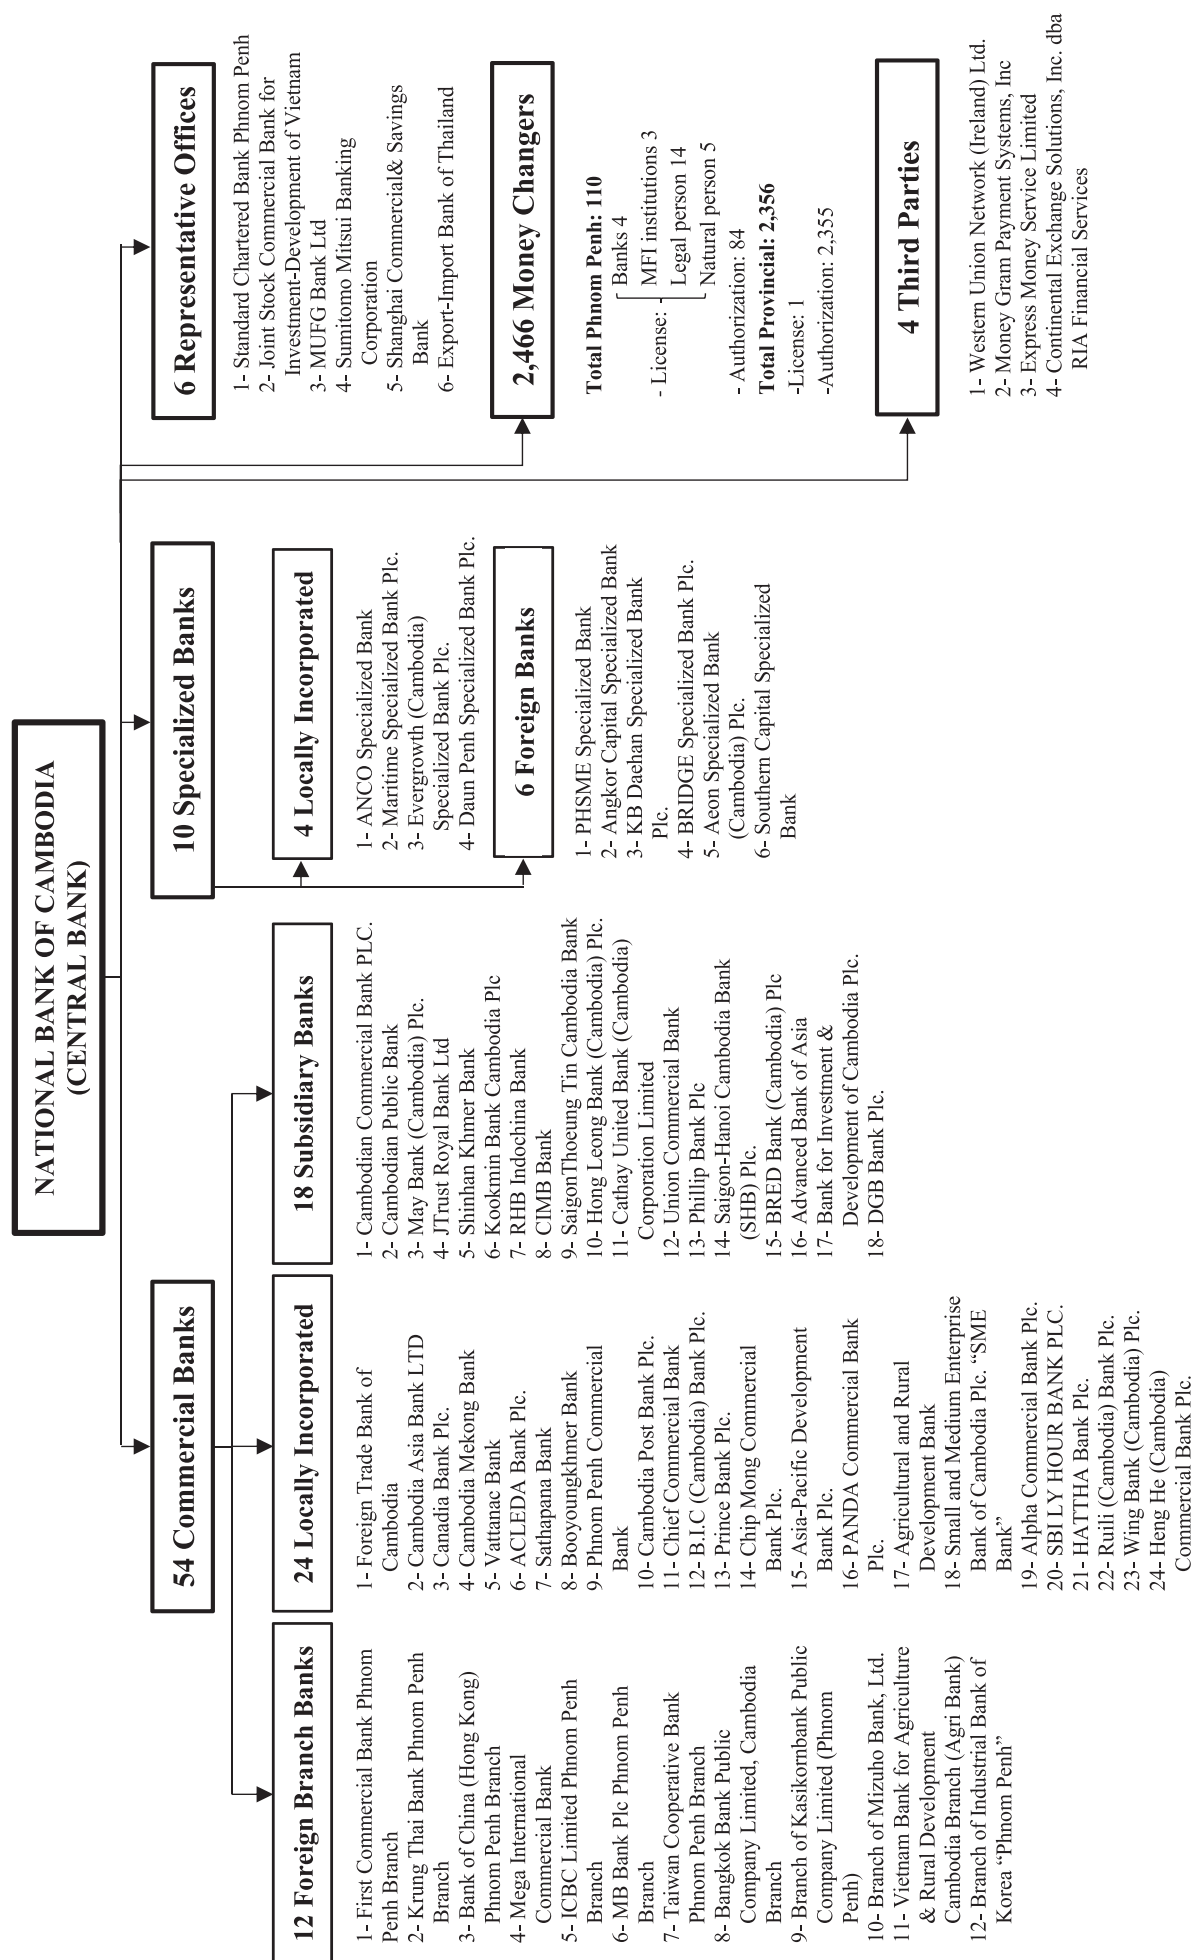 NATIONAL BANK OF CAMBODIA
(CENTRAL BANK)
54 Commercial Banks
12 Foreign Branch Banks
1- First Commercial Bank Phnom
Penh Branch
2- Krung Thai Bank Phnom Penh
Branch
3- Bank of China (Hong Kong)
Phnom Penh Branch
4- Mega International
Commercial Bank
5- ICBC Limited Phnom Penh
Branch
6- MB Bank Plc Phnom Penh
Branch
7- Taiwan Cooperative Bank
Phnom Penh Branch
8- Bangkok Bank Public
Company Limited, Cambodia
Branch
9- Branch of Kasikornbank Public
Company Limited (Phnom
Penh)
10- Branch of Mizuho Bank, Ltd.
11- Vietnam Bank for Agriculture
& Rural Development
Cambodia Branch (Agri Bank)
12- Branch of Industrial Bank of
Korea “Phnom Penh”
24 Locally Incorporated
1- Foreign Trade Bank of
Cambodia
2- Cambodia Asia Bank LTD
3- Canadia Bank Plc.
4- Cambodia Mekong Bank
5- Vattanac Bank
6- ACLEDA Bank Plc.
7- Sathapana Bank
8- Booyoungkhmer Bank
9- Phnom Penh Commercial
Bank
10- Cambodia Post Bank Plc.
11- Chief Commercial Bank
12- B.I.C (Cambodia) Bank Plc.
13- Prince Bank Plc.
14- Chip Mong Commercial
Bank Plc.
15- Asia-Pacific Development
Bank Plc.
16- PANDA Commercial Bank
Plc.
17- Agricultural and Rural
Development Bank
18- Small and Medium Enterprise
Bank of Cambodia Plc. “SME
Bank”
19- Alpha Commercial Bank Plc.
20- SBILY HOUR BANK PLC.
21- HATTHA Bank Plc.
22- Ruili (Cambodia) Bank Plc.
23- Wing Bank (Cambodia) Plc.
24- Heng He (Cambodia)
Commercial Bank Plc.
18 Subsidiary Banks
1- Cambodian Commercial Bank PLC.
2- Cambodian Public Bank
3- May Bank (Cambodia) Plc.
4- JTrust Royal Bank Ltd
5- Shinhan Khmer Bank
6- Kookmin Bank Cambodia Plc
7- RHB Indochina Bank
8- CIMB Bank
9- SaigonThoeung Tin Cambodia Bank
10- Hong Leong Bank (Cambodia) Plc.
11- Cathay United Bank (Cambodia)
Corporation Limited
12- Union Commercial Bank
13- Phillip Bank Plc
14- Saigon-Hanoi Cambodia Bank
(SHB) Plc.
15- BRED Bank (Cambodia) Plc
16- Advanced Bank of Asia
17- Bank for Investment &
Development of Cambodia Plc.
18- DGB Bank Plc.
10 Specialized Banks
4 Locally Incorporated
1- ANCO Specialized Bank
2- Maritime Specialized Bank Plc.
3- Evergrowth (Cambodia)
Specialized Bank Plc.
4- Daun Penh Specialized Bank Plc.
6 Foreign Banks
1- PHSME Specialized Bank
2- Angkor Capital Specialized Bank
3- KB Daehan Specialized Bank
Plc.
4- BRIDGE Specialized Bank Plc.
5- Aeon Specialized Bank
(Cambodia) Plc.
6- Southern Capital Specialized
Bank
6 Representative Offices
1- Standard Chartered Bank Phnom Penh
2- Joint Stock Commercial Bank for
Investment-Development of Vietnam
3- MUFG Bank Ltd
4- Sumitomo Mitsui Banking
Corporation
5- Shanghai Commercial& Savings
Bank
6- Export-Import Bank of Thailand
2,466 Money Changers
Total Phnom Penh: 110
- License:
Banks 4
MFI institutions 3
Legal person 14
Natural person 5
- Authorization: 84
Total Provincial: 2,356
-License: 1
-Authorization: 2,355
4 Third Parties
1- Western Union Network (Ireland) Ltd.
2- Money Gram Payment Systems, Inc
3- Express Money Service Limited
4- Continental Exchange Solutions, Inc. dba
RIA Financial Services